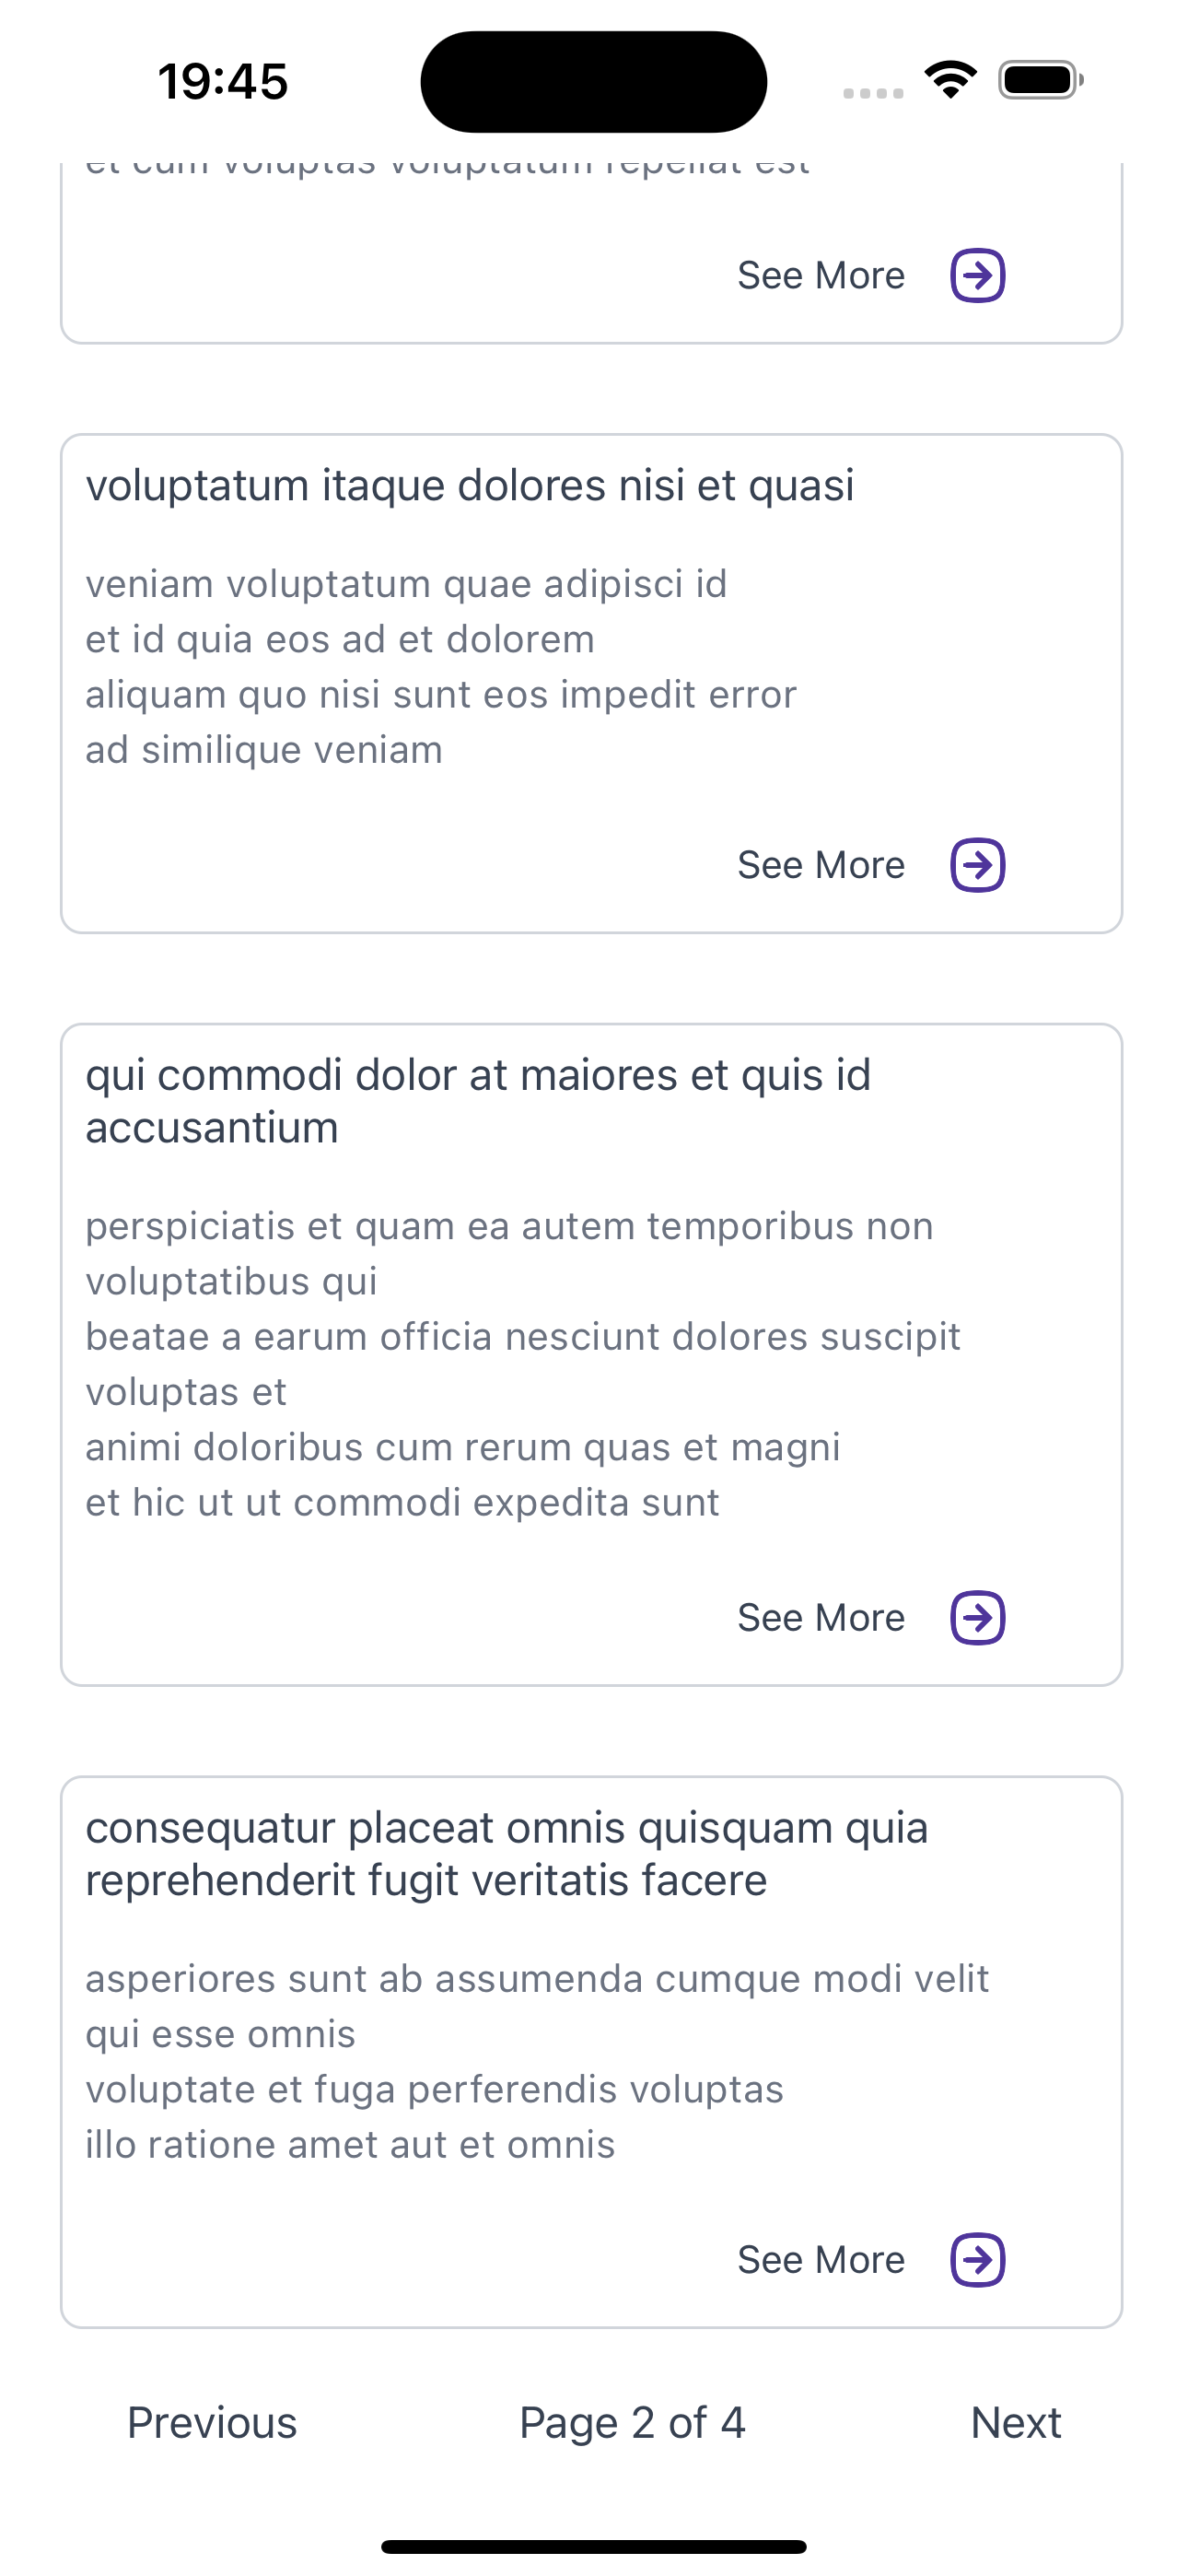 19:45
et cum voluptas voluptatum repellat est
See More
voluptatum itaque dolores nisi et quasi
veniam voluptatum quae adipisci id
et id quia eos ad et dolorem
aliquam quo nisi sunt eos impedit error
ad similique veniam
See More
qui commodi dolor at maiores et quis id
accusantium
perspiciatis et quam ea autem temporibus non
voluptatibus qui
beatae a earum officia nesciunt dolores suscipit
voluptas et
animi doloribus cum rerum quas et magni
et hic ut ut commodi expedita sunt
See More
consequatur placeat omnis quisquam quia
reprehenderit fugit veritatis facere
asperiores sunt ab assumenda cumque modi velit
qui esse omnis
voluptate et fuga perferendis voluptas
illo ratione amet aut et omnis
See More
Previous
Page 2 of 4
Next